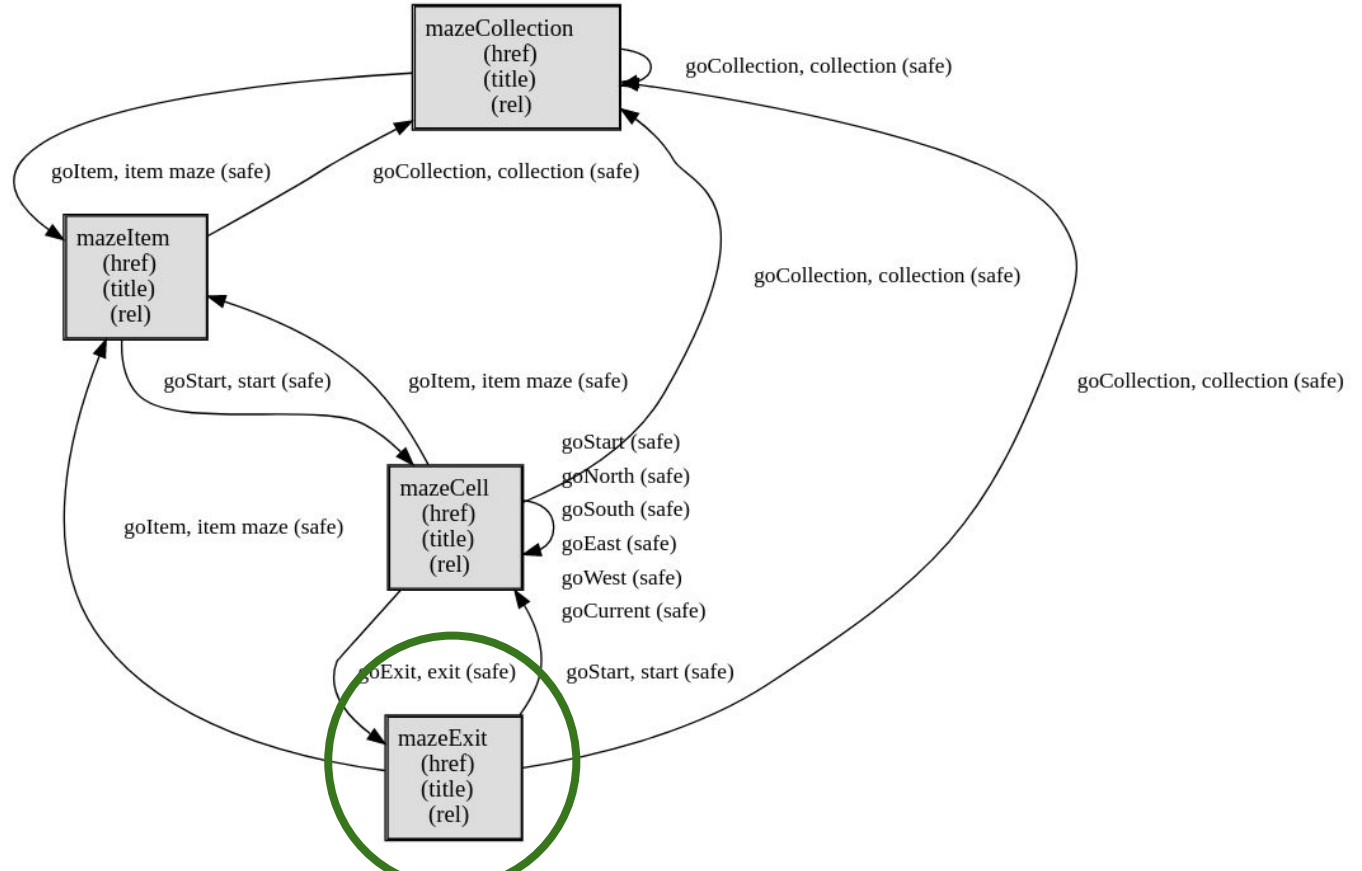 mazeCollection
(href)
(title)
(rel)
goCollection, collection (safe)
goItem, item maze (safe)
goCollection, collection (safe)
mazeItem
(href)
(title)
(rel)
goCollection, collection (safe)
goStart, start (safe)
goItem, item maze (safe)
goCollection, collection (safe)
goStart (safe)
goNorth (safe)
goSouth (safe)
goEast (safe)
goWest (safe)
goCurrent (safe)
mazeCell
(href)
(title)
(rel)
goItem, item maze (safe)
goExit, exit (safe)
goStart, start (safe)
mazeExit
(href)
(title)
(rel)